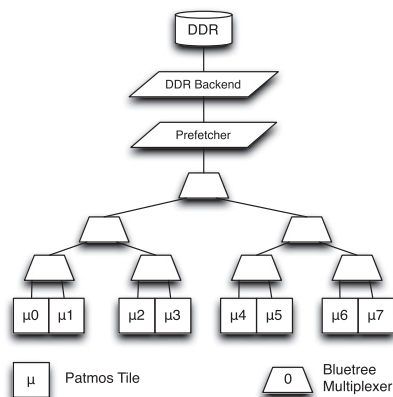 DDR
DDR Backend
Prefetcher
μ0 μ1 μ2 μ3 μ4 μ5 μ6 μ7
μ Patmos Tile
0 Bluetree
Multiplexer